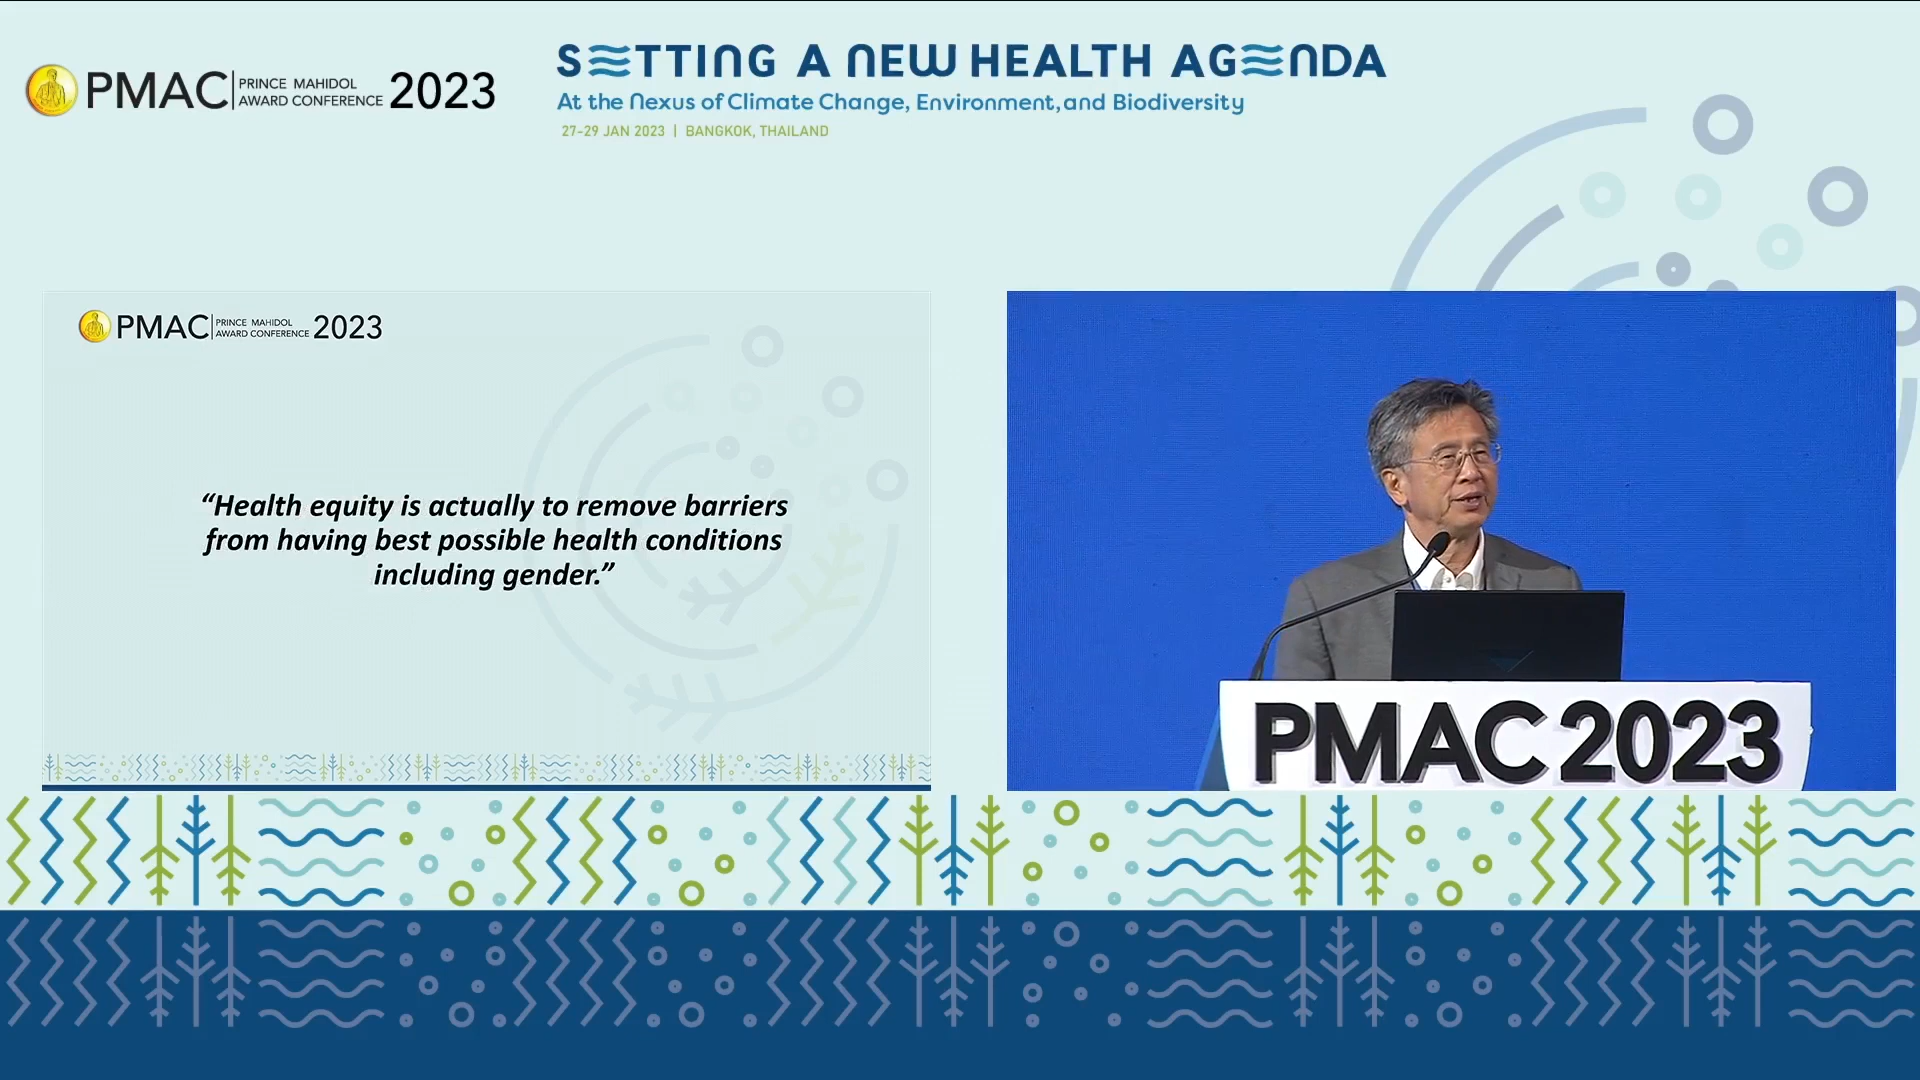 PMAC PRINCE MAHIDOL AWARD CONFERENCE 2023
SETTING A NEW HEALTH AGENDA
At the Nexus of Climate Change, Environment, and Biodiversity
27-29 JAN 2023 | BANGKOK, THAILAND
PMAC PRINCE MAHIDOL AWARD CONFERENCE 2023
“Health equity is actually to remove barriers
from having best possible health conditions
including gender.”
PMAC 2023